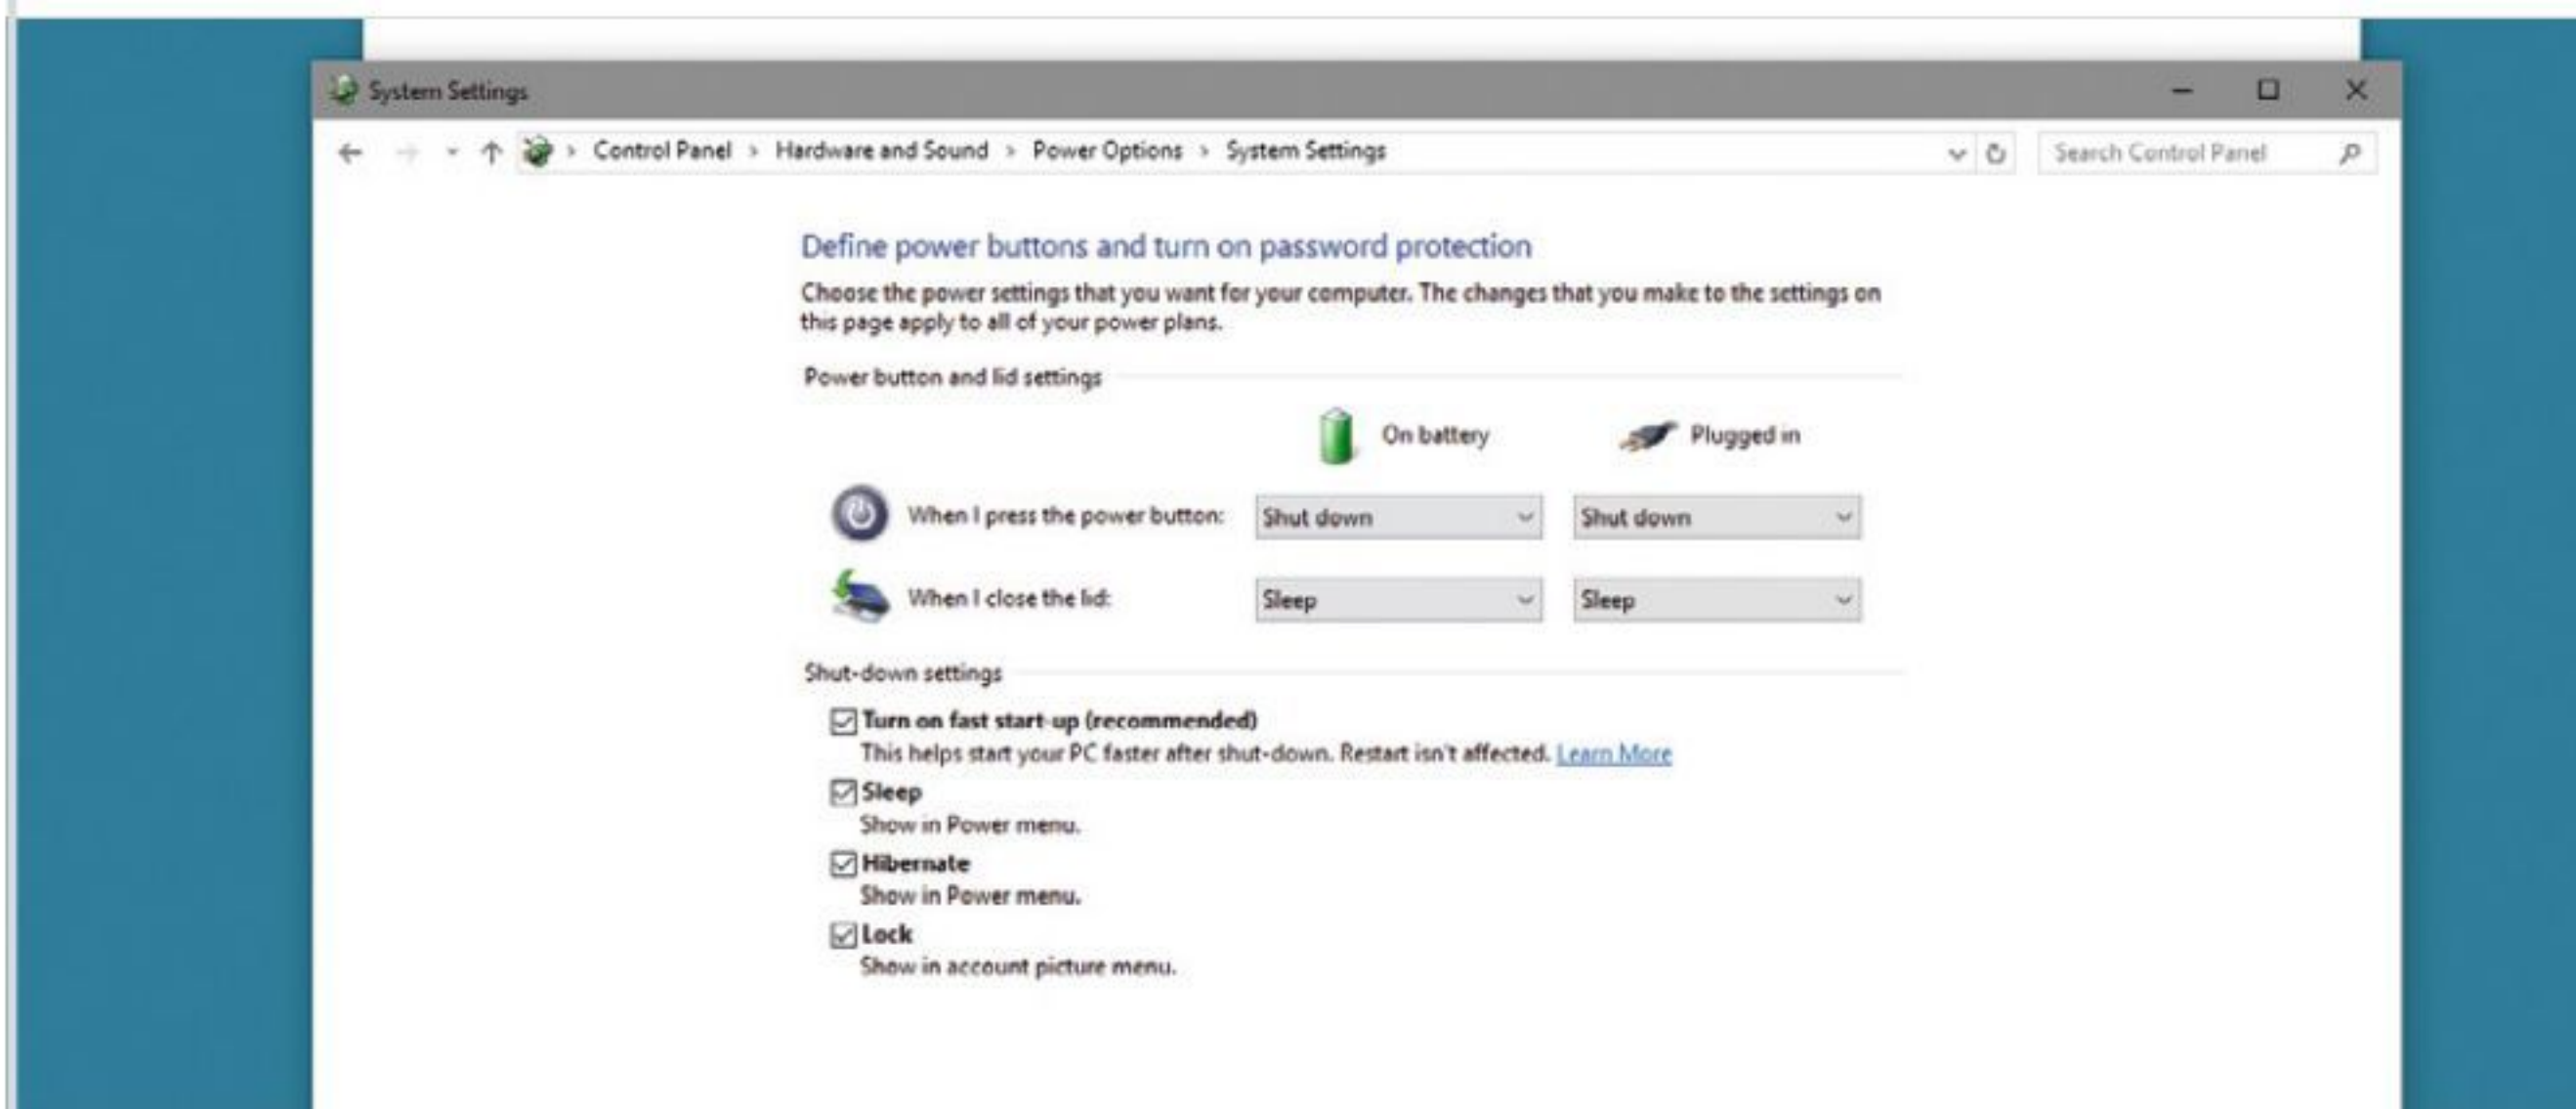 System Settings
Control Panel > Hardware and Sound > Power Options > System Settings
Search Control Panel
Define power buttons and turn on password protection
Choose the power settings that you want for your computer. The changes that you make to the settings on
this page apply to all of your power plans.
Power button and lid settings
On battery Plugged in
When I press the power button: Shut down Shut down
When I close the lid: Sleep Sleep
Shut-down settings
Turn on fast start-up (recommended)
This helps start your PC faster after shut-down. Restart isn't affected. Learn More
Sleep
Show in Power menu.
Hibernate
Show in Power menu.
Lock
Show in account picture menu.